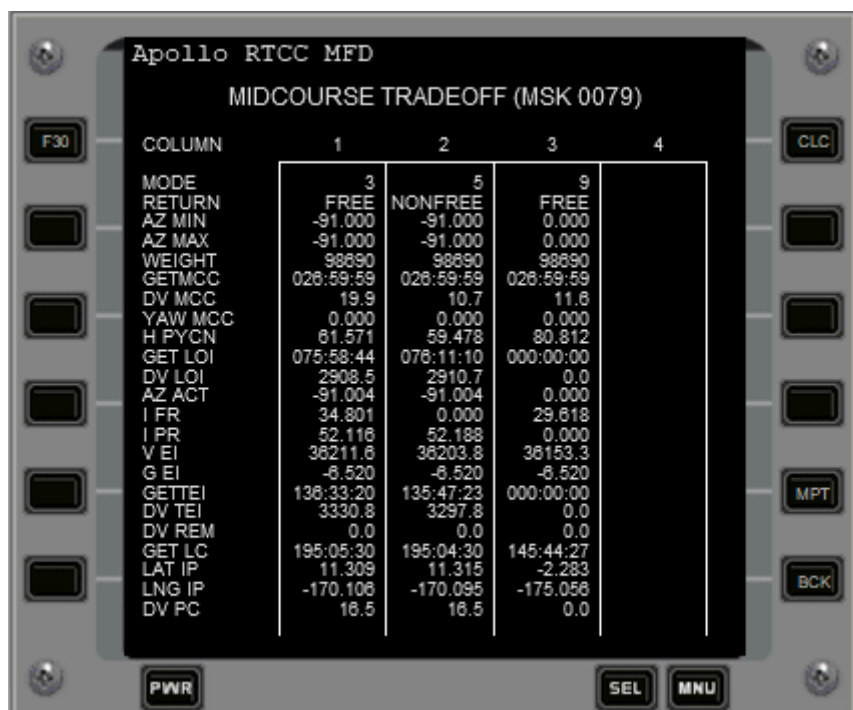 Apollo RTCC MFD
MIDCOURSE TRADEOFF (MSK 0079)
F30 COLUMN 1 2 3 4 CLC
MODE 3 5 9
RETURN FREE NONFREE FREE
AZ MIN -91.000 -91.000 0.000
AZ MAX -91.000 -91.000 0.000
WEIGHT 98690 98690 98690
GETMCC 026:59:59 026:59:59 026:59:59
DV MCC 19.9 10.7 11.6
YAW MCC 0.000 0.000 0.000
H PYCN 61.571 59.478 80.812
GET LOI 075:58:44 076:11:10 000:00:00
DV LOI 2908.5 2910.7 0.0
AZ ACT -91.004 -91.004 0.000
I FR 34.801 0.000 29.618
I PR 52.116 52.188 0.000
V EI 36211.6 36203.8 36153.3
G EI -6.520 -6.520 -6.520
GETTEI 136:33:20 135:47:23 000:00:00 MPT
DV TEI 3330.8 3297.8 0.0
DV REM 0.0 0.0 0.0
GET LC 195:05:30 195:04:30 145:44:27
LAT IP 11.309 11.315 -2.283
LNG IP -170.106 -170.095 -175.056 BCK
DV PC 16.5 16.5 0.0
PWR SEL MNU